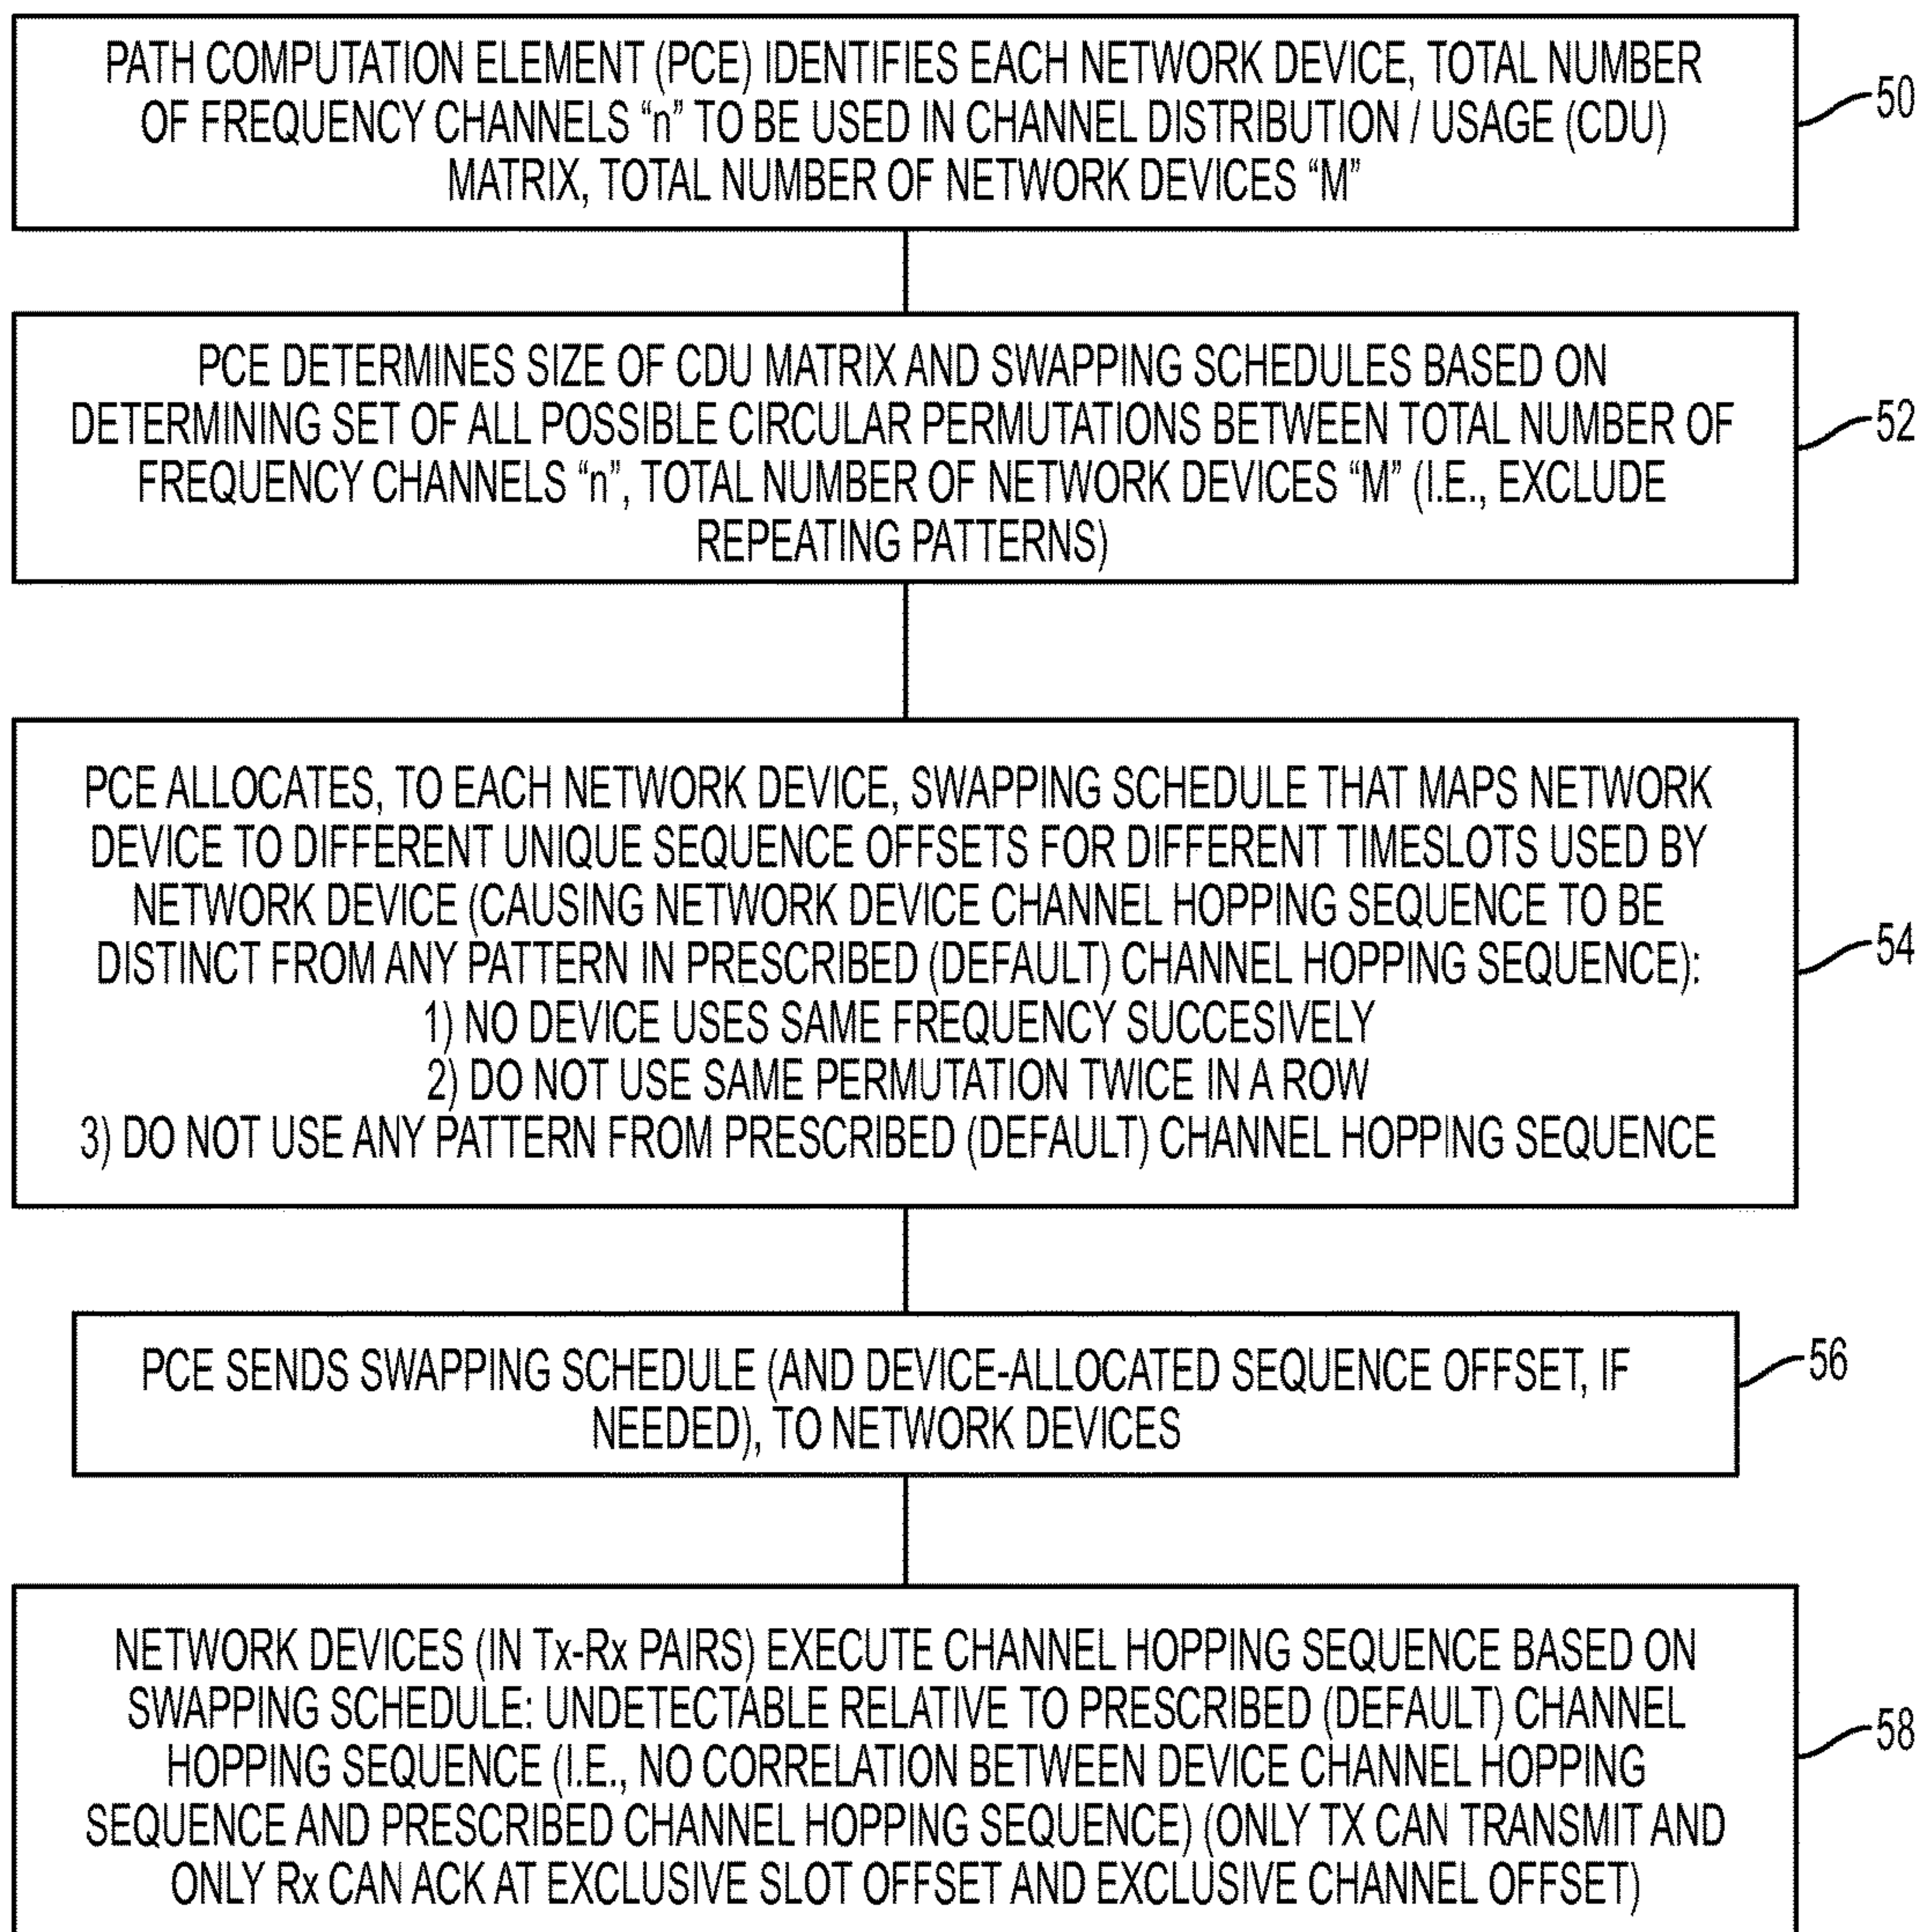 PATH COMPUTATION ELEMENT (PCE) IDENTIFIES EACH NETWORK DEVICE, TOTAL NUMBER
OF FREQUENCY CHANNELS “n” TO BE USED IN CHANNEL DISTRIBUTION / USAGE (CDU)
MATRIX, TOTAL NUMBER OF NETWORK DEVICES “M”
50
PCE DETERMINES SIZE OF CDU MATRIX AND SWAPPING SCHEDULES BASED ON
DETERMINING SET OF ALL POSSIBLE CIRCULAR PERMUTATIONS BETWEEN TOTAL NUMBER OF
FREQUENCY CHANNELS “n”, TOTAL NUMBER OF NETWORK DEVICES “M” (I.E., EXCLUDE
REPEATING PATTERNS)
52
PCE ALLOCATES, TO EACH NETWORK DEVICE, SWAPPING SCHEDULE THAT MAPS NETWORK
DEVICE TO DIFFERENT UNIQUE SEQUENCE OFFSETS FOR DIFFERENT TIMESLOTS USED BY
NETWORK DEVICE (CAUSING NETWORK DEVICE CHANNEL HOPPING SEQUENCE TO BE
DISTINCT FROM ANY PATTERN IN PRESCRIBED (DEFAULT) CHANNEL HOPPING SEQUENCE):
1) NO DEVICE USES SAME FREQUENCY SUCCESIVELY
2) DO NOT USE SAME PERMUTATION TWICE IN A ROW
3) DO NOT USE ANY PATTERN FROM PRESCRIBED (DEFAULT) CHANNEL HOPPING SEQUENCE
54
PCE SENDS SWAPPING SCHEDULE (AND DEVICE-ALLOCATED SEQUENCE OFFSET, IF
NEEDED), TO NETWORK DEVICES
56
NETWORK DEVICES (IN Tx-Rx PAIRS) EXECUTE CHANNEL HOPPING SEQUENCE BASED ON
SWAPPING SCHEDULE: UNDETECTABLE RELATIVE TO PRESCRIBED (DEFAULT) CHANNEL
HOPPING SEQUENCE (I.E., NO CORRELATION BETWEEN DEVICE CHANNEL HOPPING
SEQUENCE AND PRESCRIBED CHANNEL HOPPING SEQUENCE) (ONLY TX CAN TRANSMIT AND
ONLY Rx CAN ACK AT EXCLUSIVE SLOT OFFSET AND EXCLUSIVE CHANNEL OFFSET)
58